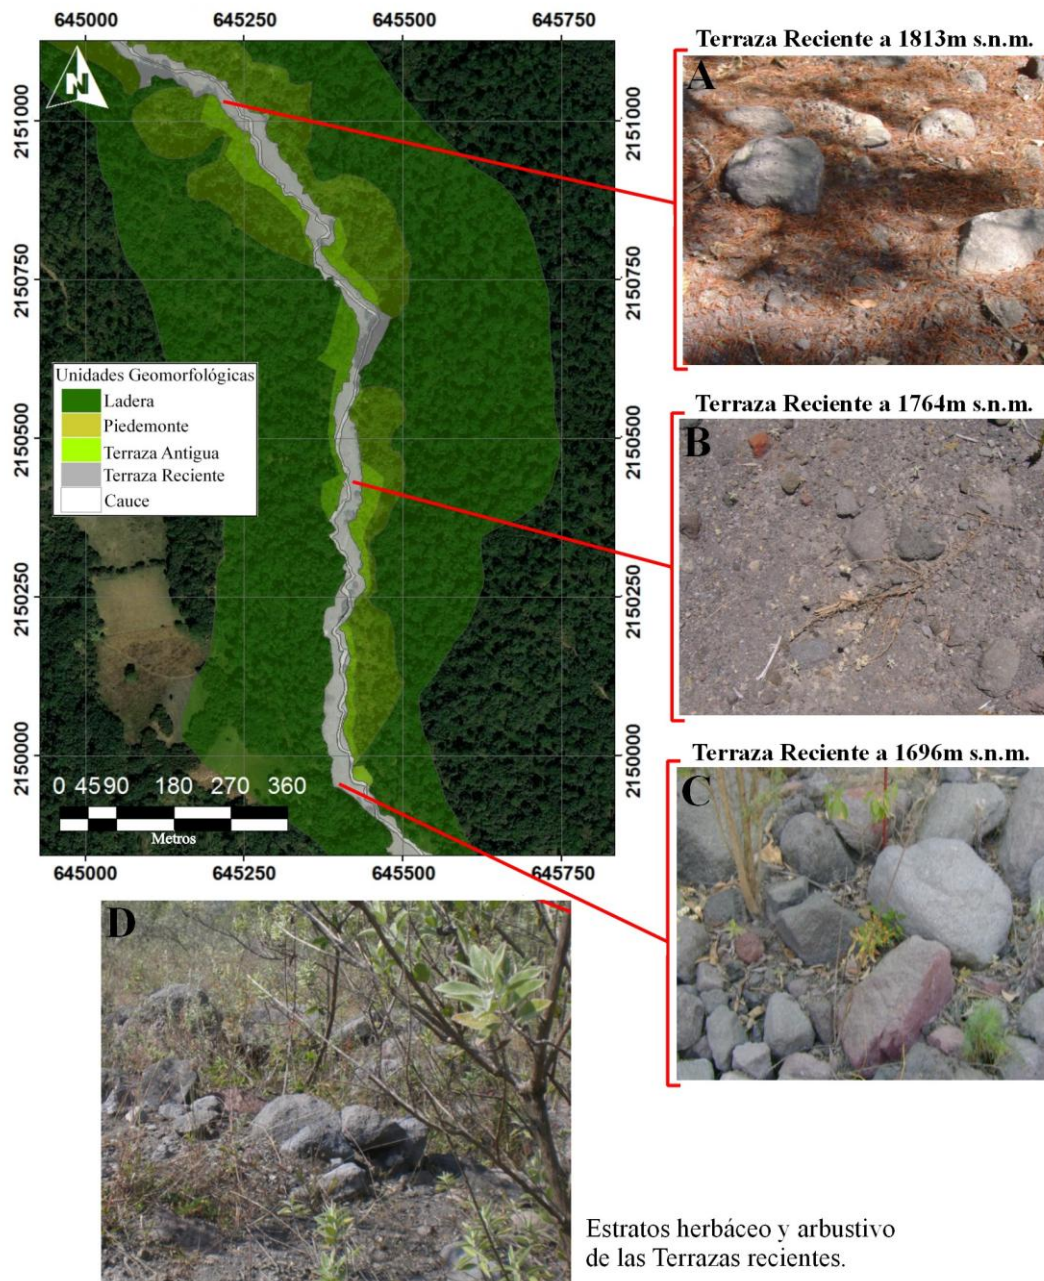 645000 645250 645500 645750
Terraza Reciente a 1813m s.n.m.
A
N
2151000 2151000
2150750 2150750
Unidades Geomorfológicas
Ladera
Piedemonte
Terraza Antigua
Terraza Reciente
Cauce
Terraza Reciente a 1764m s.n.m.
B
2150500 2150500
2150250 2150250
Terraza Reciente a 1696m s.n.m.
C
2150000 2150000
0 4590 180 270 360
Metros
645000 645250 645500 645750
D
Estratos herbáceo y arbustivo
de las Terrazas recientes.